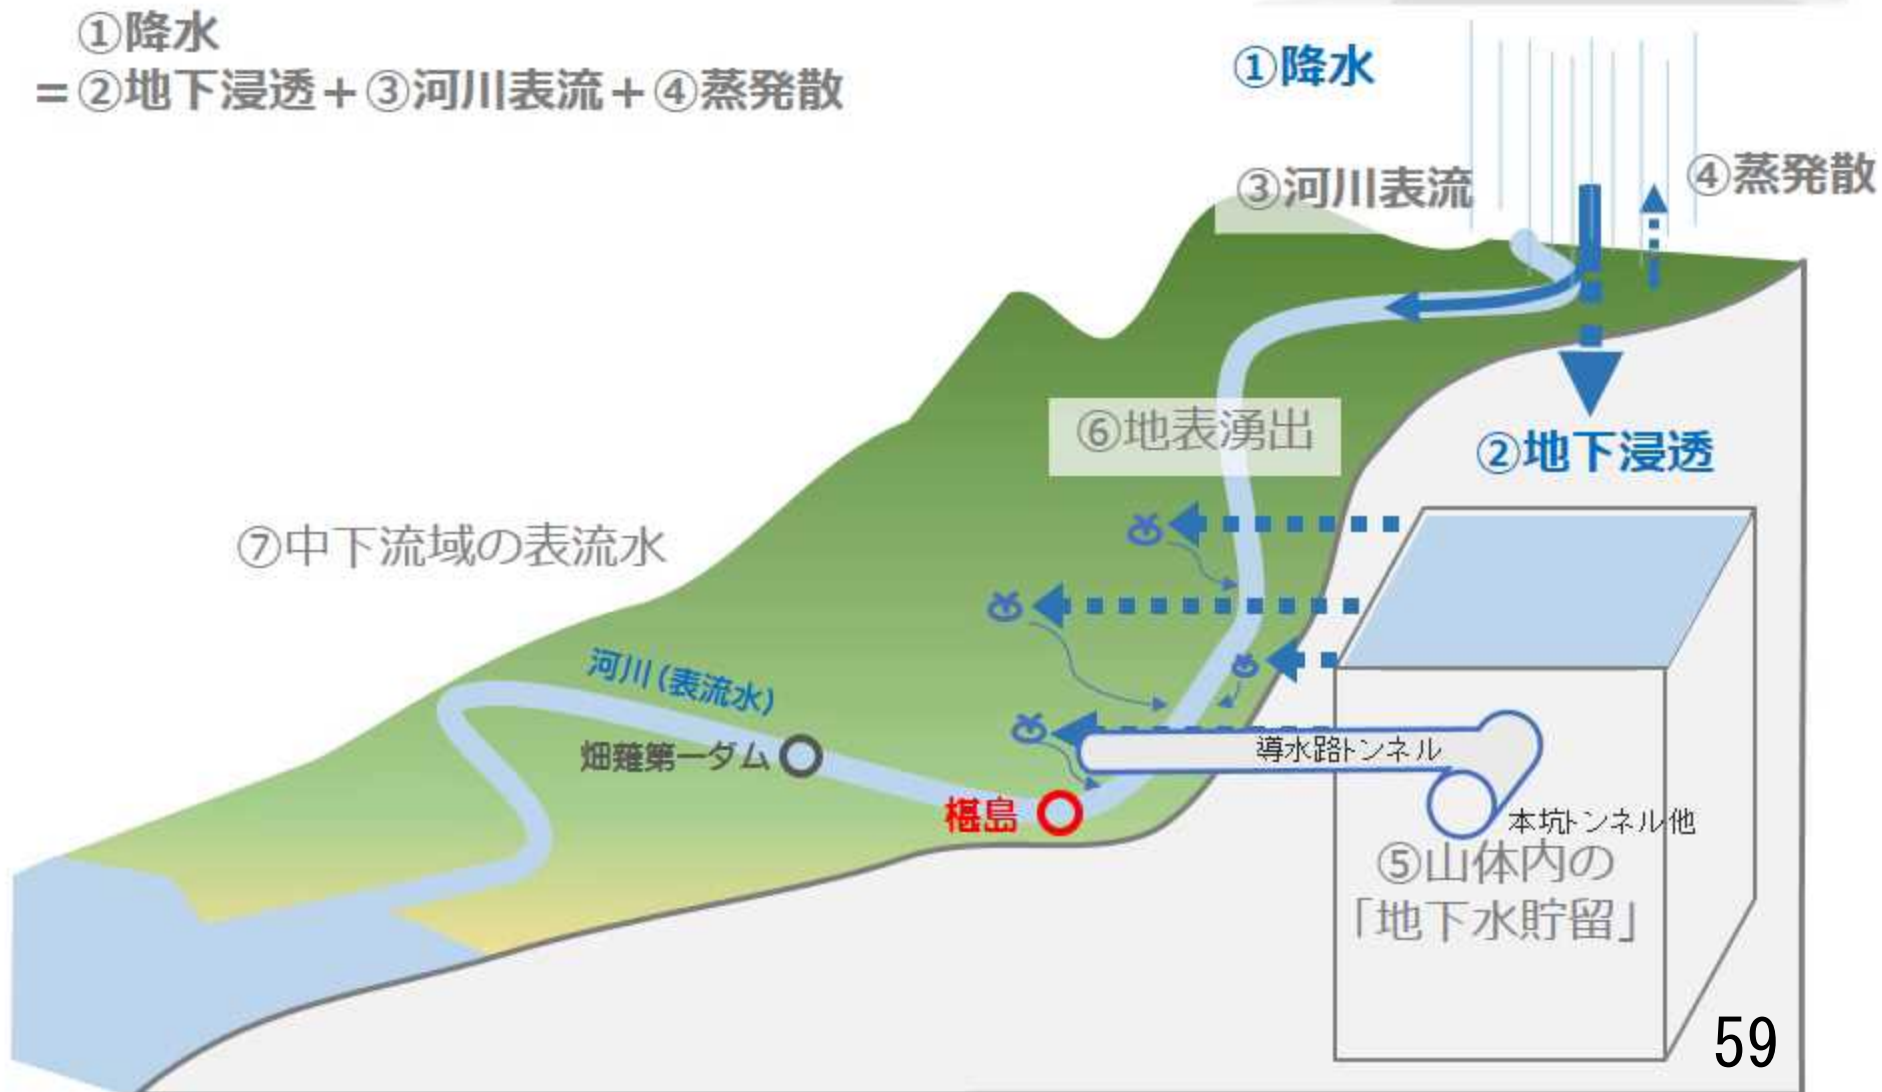 ①降水
=②地下浸透+③河川表流+④蒸発散
①降水
③河川表流
④蒸発散
②地下浸透
⑥地表湧出
⑦中下流域の表流水
河川(表流水)
畑薙第一ダム
椹島
導水路トンネル
本坑トンネル他
⑤山体内の
「地下水貯留」
59